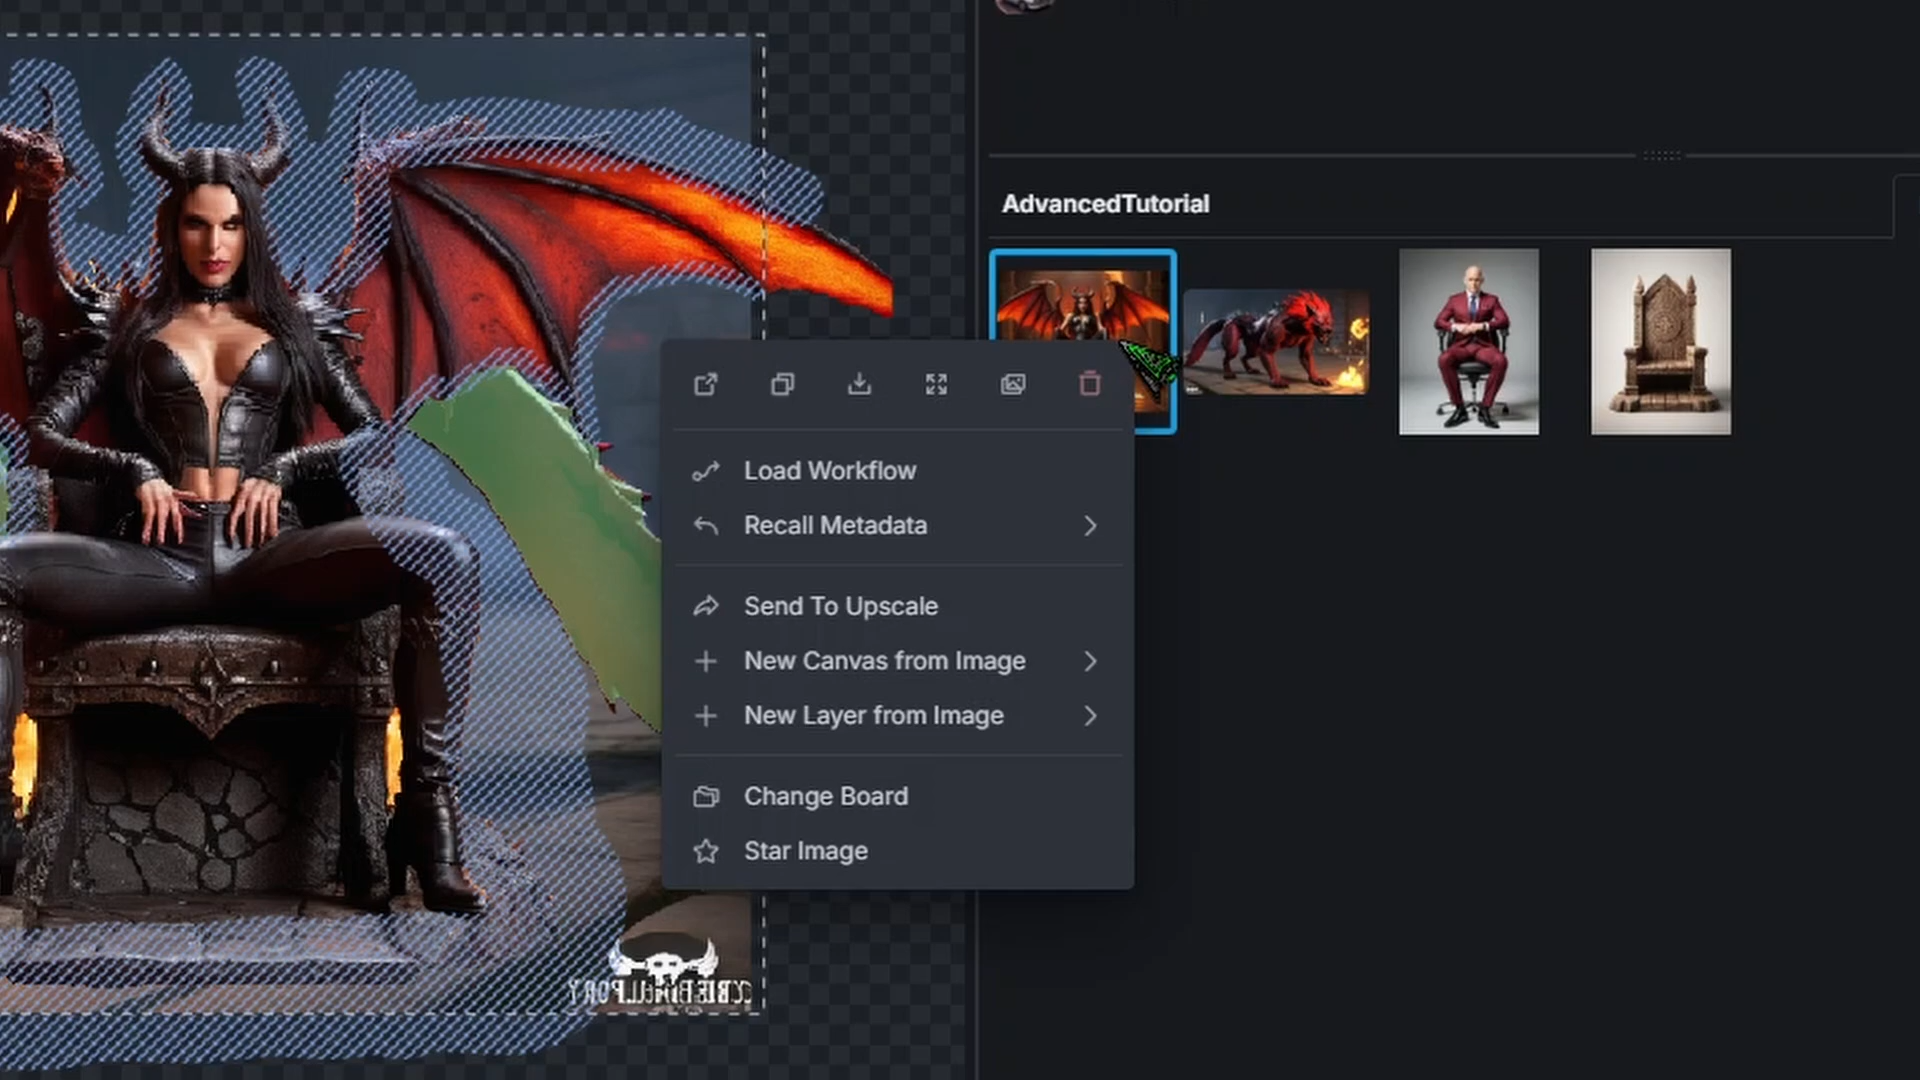 AdvancedTutorial
Load Workflow
Recall Metadata
Send To Upscale
New Canvas from Image
New Layer from Image
Change Board
Star Image